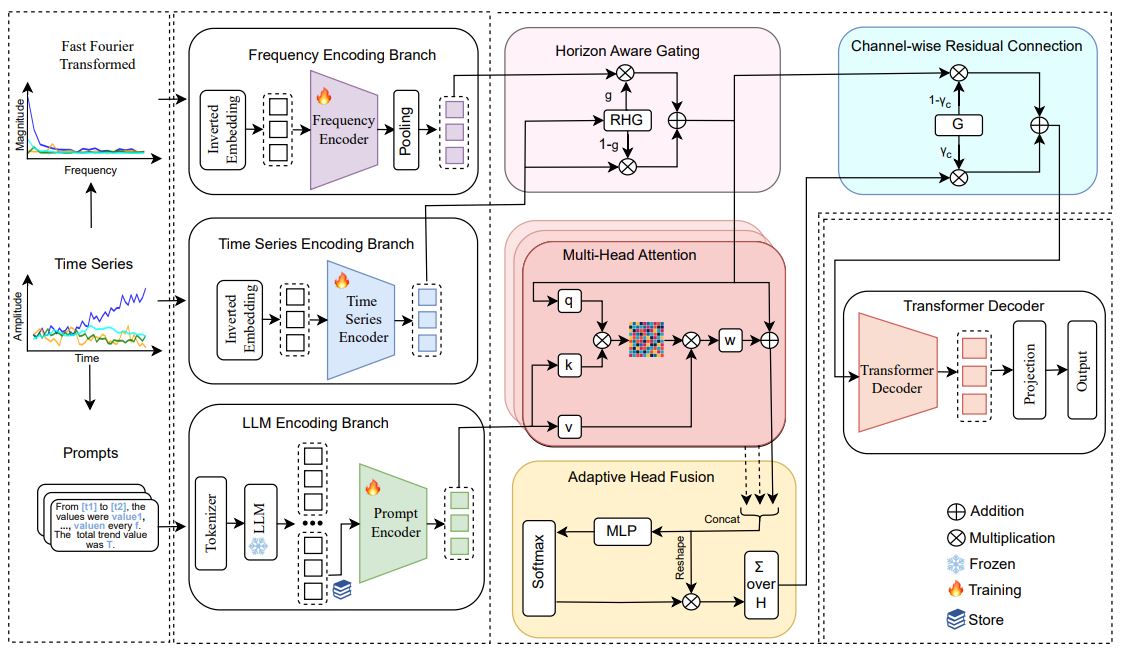 Fast Fourier
Transformed
Magnitude
Frequency
Time Series
Amplitude
Time
Prompts
From [t1] to [t2], the
values were value1,
..., valuen every f.
The total trend value
was T.
Frequency Encoding Branch
Inverted
Embedding
Frequency
Encoder
Pooling
Time Series Encoding Branch
Inverted
Embedding
Time
Series
Encoder
LLM Encoding Branch
Tokenizer
LLM
Prompt
Encoder
Horizon Aware Gating
g
RHG
1-g
Multi-Head Attention
q
k
v
w
Adaptive Head Fusion
Concat
MLP
Softmax
Reshape
Σ
over
H
Channel-wise Residual Connection
1-γc
G
γc
Transformer Decoder
Transformer
Decoder
Projection
Output
Addition
Multiplication
Frozen
Training
Store